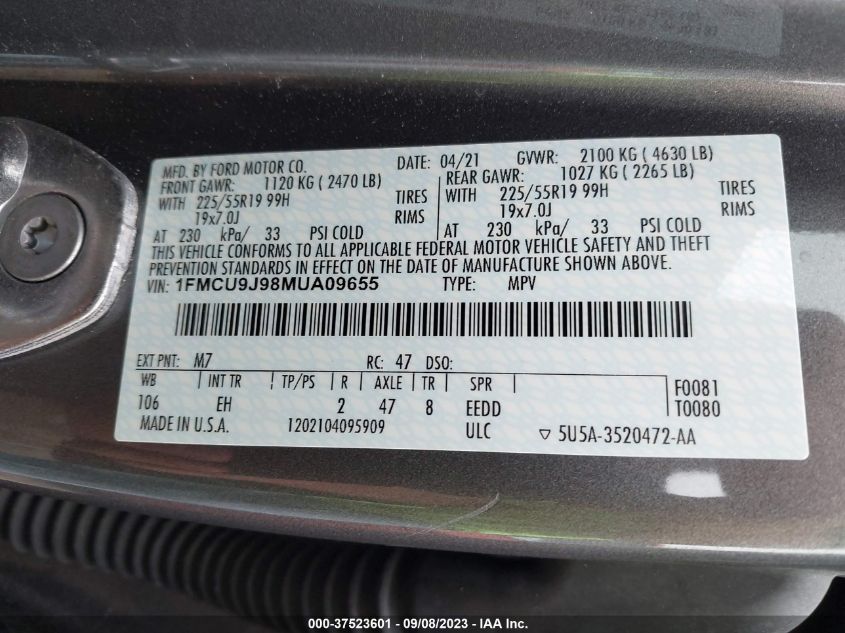 MFD. BY FORD MOTOR CO. DATE: 04/21 GVWR: 2100 KG ( 4630 LB)
FRONT GAWR: 1120 KG ( 2470 LB) REAR GAWR: 1027 KG ( 2265 LB)
WITH 225/55R19 99H TIRES WITH 225/55R19 99H TIRES
19x7.0J RIMS 19x7.0J RIMS
AT 230 kPa/ 33 PSI COLD AT 230 kPa/ 33 PSI COLD
THIS VEHICLE CONFORMS TO ALL APPLICABLE FEDERAL MOTOR VEHICLE SAFETY AND THEFT
PREVENTION STANDARDS IN EFFECT ON THE DATE OF MANUFACTURE SHOWN ABOVE.
VIN: 1FMCU9J98MUA09655 TYPE: MPV
EXT PNT: M7 RC: 47 DSO:
WB INT TR TP/PS R AXLE TR SPR F0081
106 EH 2 47 8 EEDD T0080
MADE IN U.S.A. 1202104095909 ULC ▽ 5U5A-3520472-AA
000-37523601 - 09/08/2023 - IAA Inc.